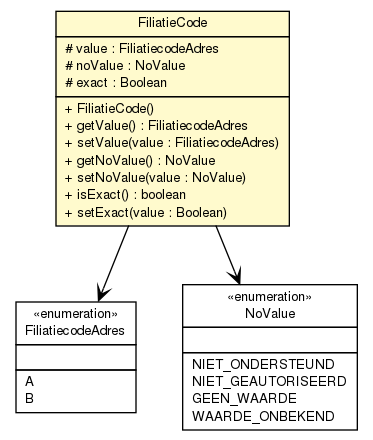 FiliatieCode
# value : FiliatiecodeAdres
# noValue : NoValue
# exact : Boolean
+ FiliatieCode()
+ getValue() : FiliatiecodeAdres
+ setValue(value : FiliatiecodeAdres)
+ getNoValue() : NoValue
+ setNoValue(value : NoValue)
+ isExact() : boolean
+ setExact(value : Boolean)
«enumeration»
FiliatiecodeAdres
A
B
«enumeration»
NoValue
NIET_ONDERSTEUND
NIET_GEAUTORISEERD
GEEN_WAARDE
WAARDE_ONBEKEND